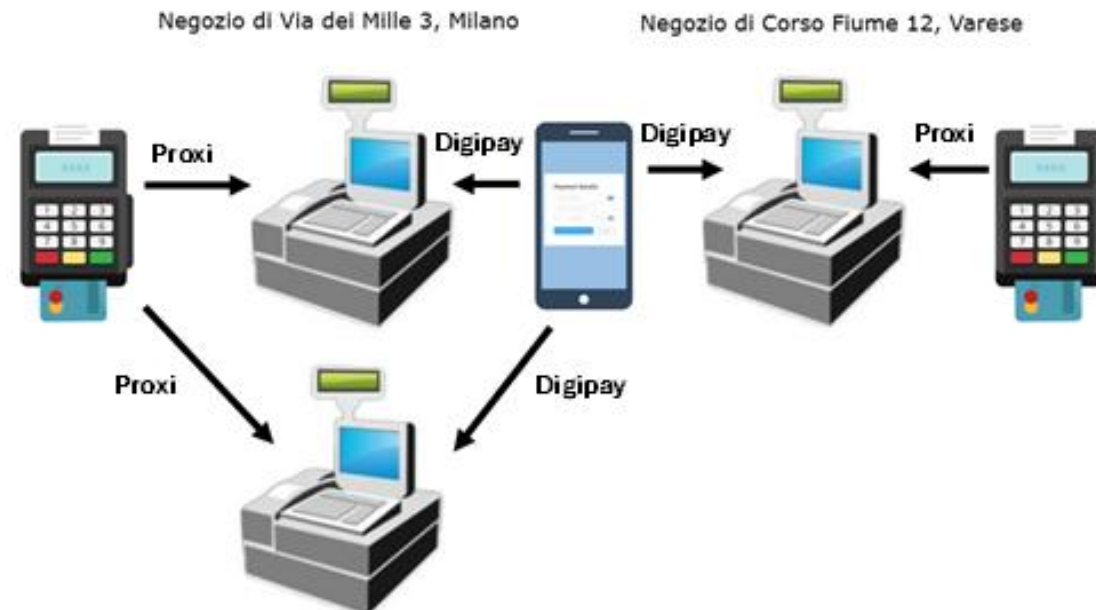 Negozio di Via dei Mille 3, Milano
Negozio di Corso Fiume 12, Varese
Proxi
Digipay
Digipay
Proxi
Proxi
Digipay